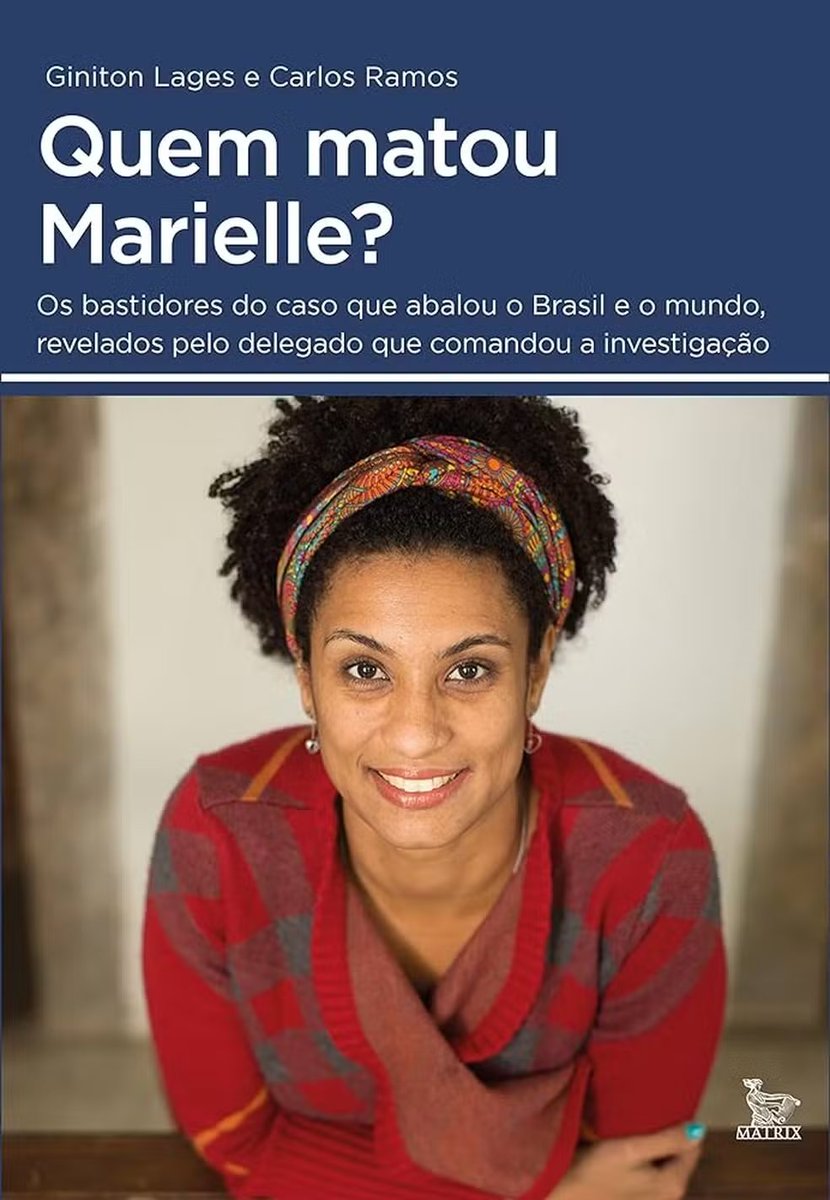 Giniton Lages e Carlos Ramos
Quem matou
Marielle?
Os bastidores do caso que abalou o Brasil e o mundo,
revelados pelo delegado que comandou a investigação
MATRIX